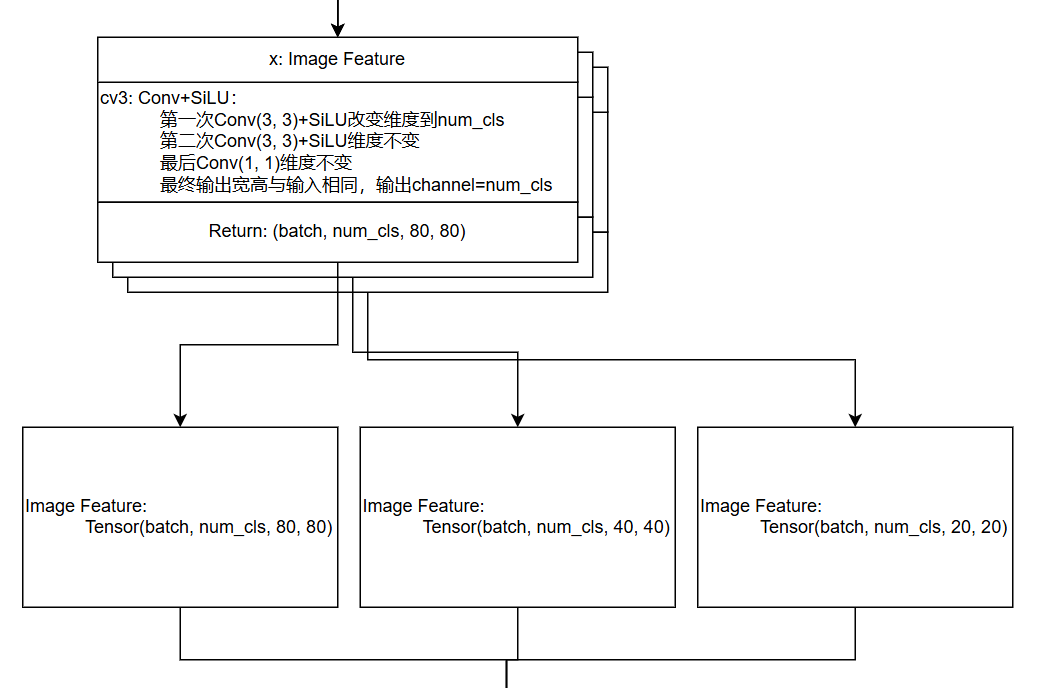 x: Image Feature
cv3: Conv+SiLU：
第一次Conv(3, 3)+SiLU改变维度到num_cls
第二次Conv(3, 3)+SiLU维度不变
最后Conv(1, 1)维度不变
最终输出宽高与输入相同，输出channel=num_cls
Return: (batch, num_cls, 80, 80)
Image Feature:
Tensor(batch, num_cls, 80, 80)
Image Feature:
Tensor(batch, num_cls, 40, 40)
Image Feature:
Tensor(batch, num_cls, 20, 20)